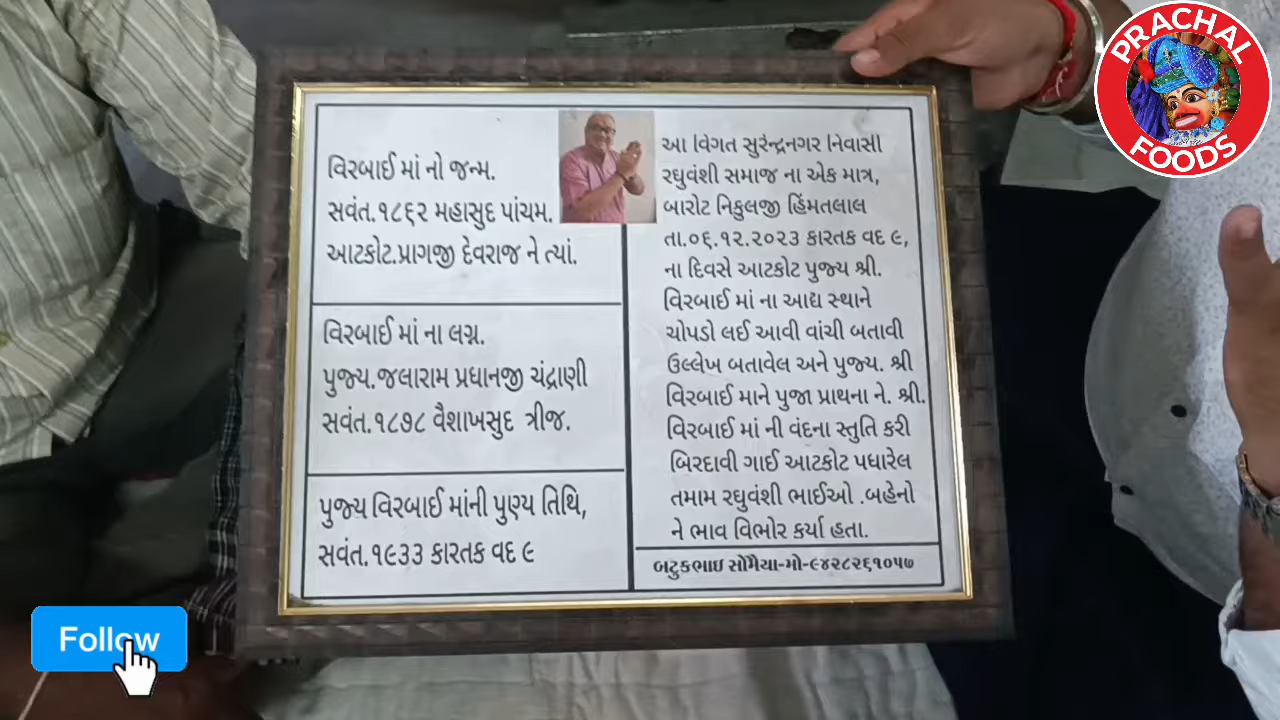 વિરબાઈ માં નો જન્મ.
સવંત.૧૮૬૨ મહાસુદ પાંચમ.
આટકોટ.પ્રાગજી દેવરાજ ને ત્યાં.
વિરબાઈ માં ના લગ્ન.
પુજ્ય.જલારામ પ્રધાનજી ચંદ્રાણી
સવંત.૧૮૭૮ વૈશાખસુદ ત્રીજ.
પુજ્ય વિરબાઈ માંની પુણ્ય તિથિ,
સવંત.૧૯૩૩ કારતક વદ ૯
આ વિગત સુરેન્દ્રનગર નિવાસી
રઘુવંશી સમાજ ના એક માત્ર,
બારોટ નિકુલજી હિંમતલાલ
તા.૦૬.૧૨.૨૦૨૩ કારતક વદ ૯,
ના દિવસે આટકોટ પુજ્ય શ્રી.
વિરબાઈ માં ના આદ્ય સ્થાને
ચોપડો લઈ આવી વાંચી બતાવી
ઉલ્લેખ બતાવેલ અને પુજ્ય. શ્રી
વિરબાઈ માને પુજા પ્રાથના ને. શ્રી.
વિરબાઈ માં ની વંદના સ્તુતિ કરી
બિરદાવી ગાઈ આટકોટ પધારેલ
તમામ રઘુવંશી ભાઈઓ .બહેનો
ને ભાવ વિભોર કર્યા હતા.
બટુકભાઇ સોમૈયા-મો-૯૪૨૮૨૬૧૦૫૭
PRACHAL
FOODS
Follow